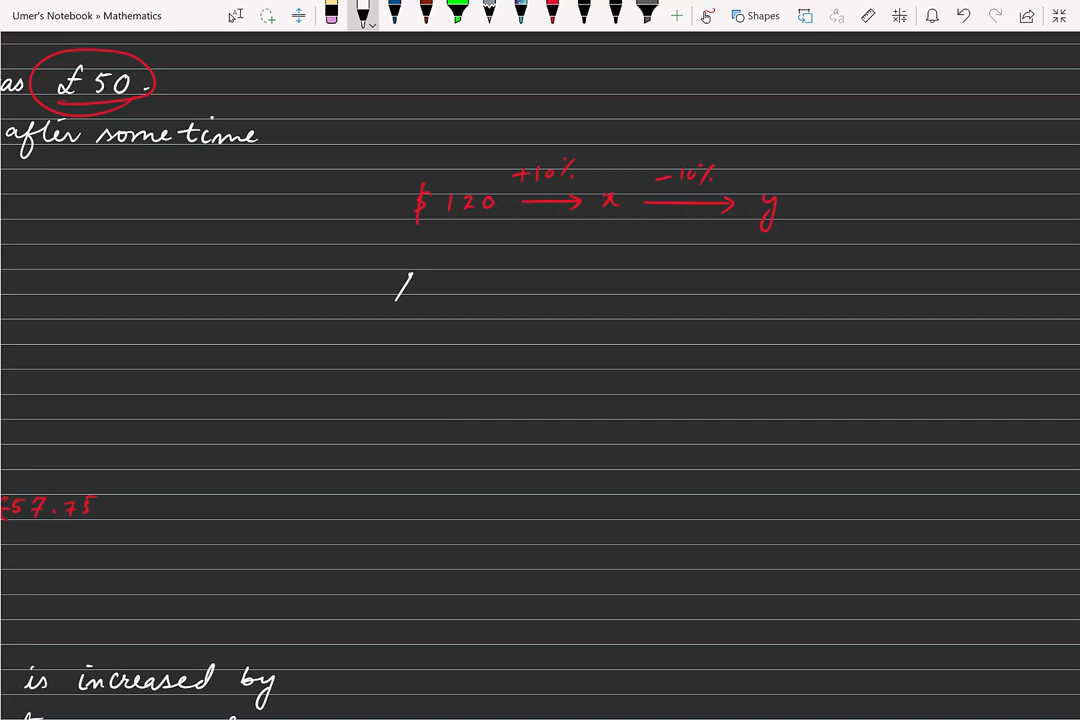 Umer's Notebook » Mathematics
Shapes
as £ 50.
after some time
+10% -10%
$ 120 → x → y
£57.75
is increased by